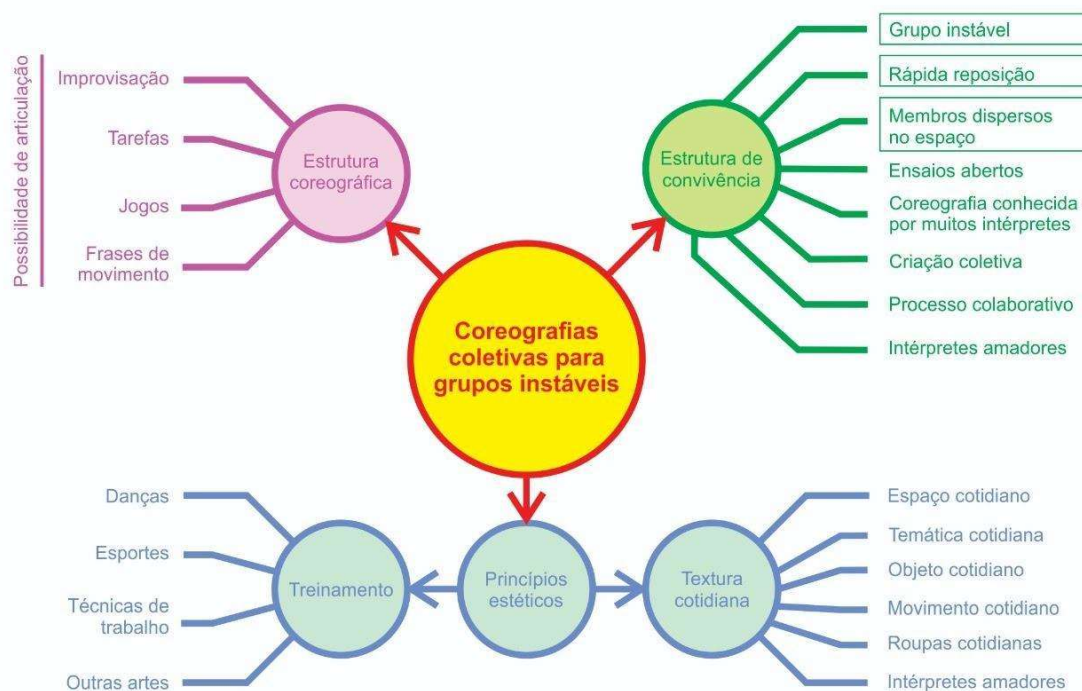 Possibilidade de articulação
Improvisação
Tarefas
Jogos
Frases de
movimento
Estrutura
coreográfica
Estrutura de
convivência
Grupo instável
Rápida reposição
Membros dispersos
no espaço
Ensaios abertos
Coreografia conhecida
por muitos intérpretes
Criação coletiva
Processo colaborativo
Intérpretes amadores
Coreografias
coletivas para
grupos instáveis
Danças
Esportes
Técnicas de
trabalho
Outras artes
Treinamento
Princípios
estéticos
Textura
cotidiana
Espaço cotidiano
Temática cotidiana
Objeto cotidiano
Movimento cotidiano
Roupas cotidianas
Intérpretes amadores